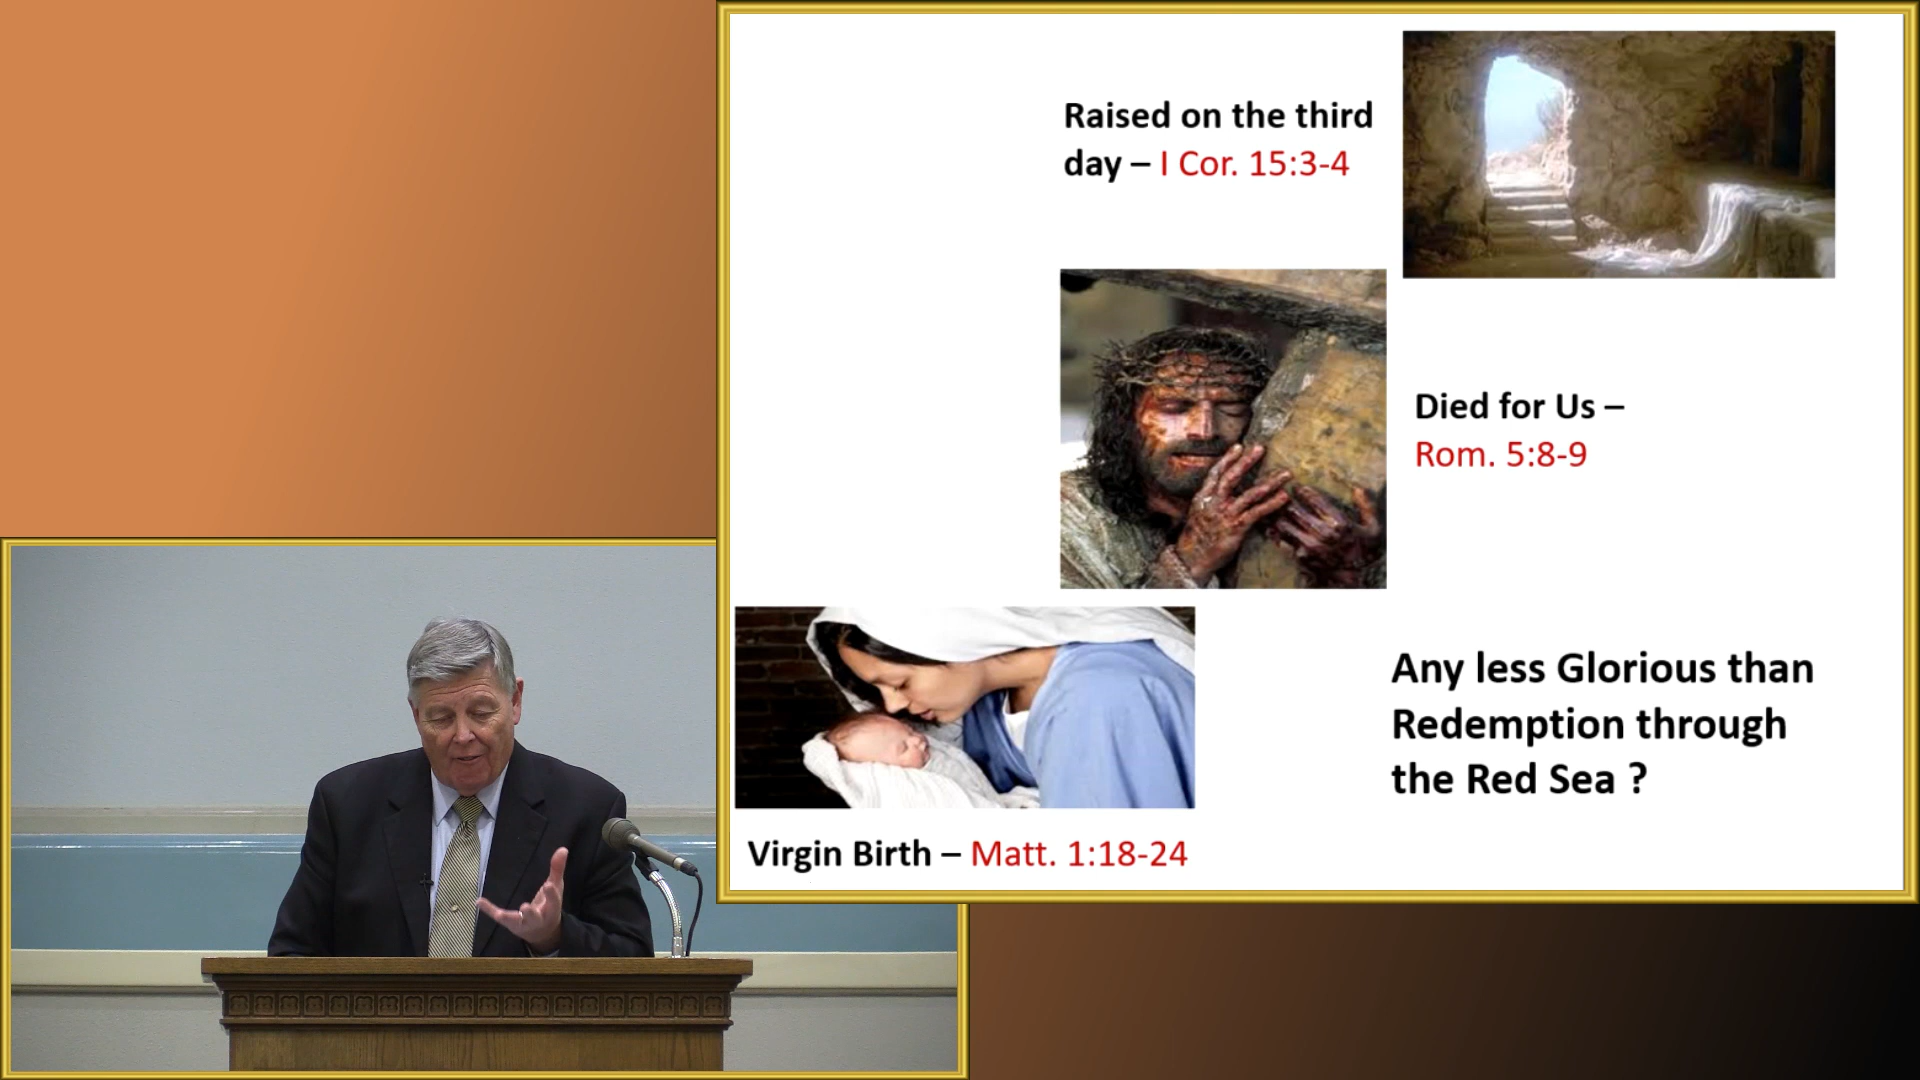 Raised on the third
day – I Cor. 15:3-4
Died for Us –
Rom. 5:8-9
Any less Glorious than
Redemption through
the Red Sea ?
Virgin Birth – Matt. 1:18-24